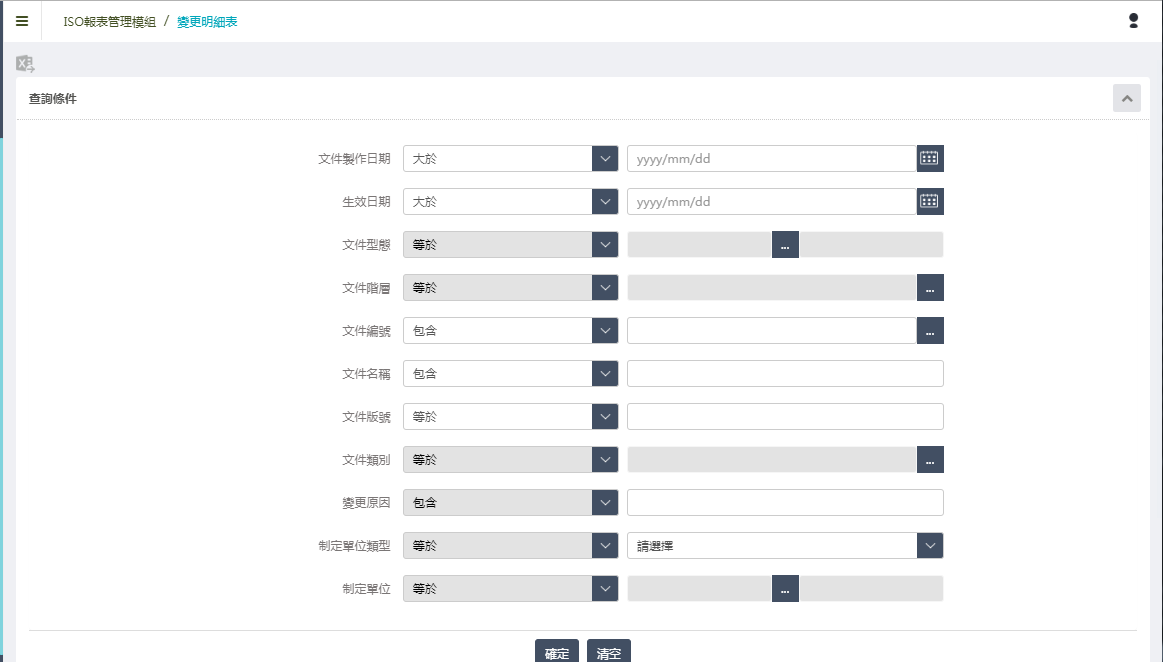 ISO報表管理模組 / 變更明細表
查詢條件
文件製作日期 大於 yyyy/mm/dd
生效日期 大於 yyyy/mm/dd
文件型態 等於 ...
文件階層 等於 ...
文件編號 包含 ...
文件名稱 包含
文件版號 等於
文件類別 等於 ...
變更原因 包含
制定單位類型 等於 請選擇
制定單位 等於 ...
確定 清空